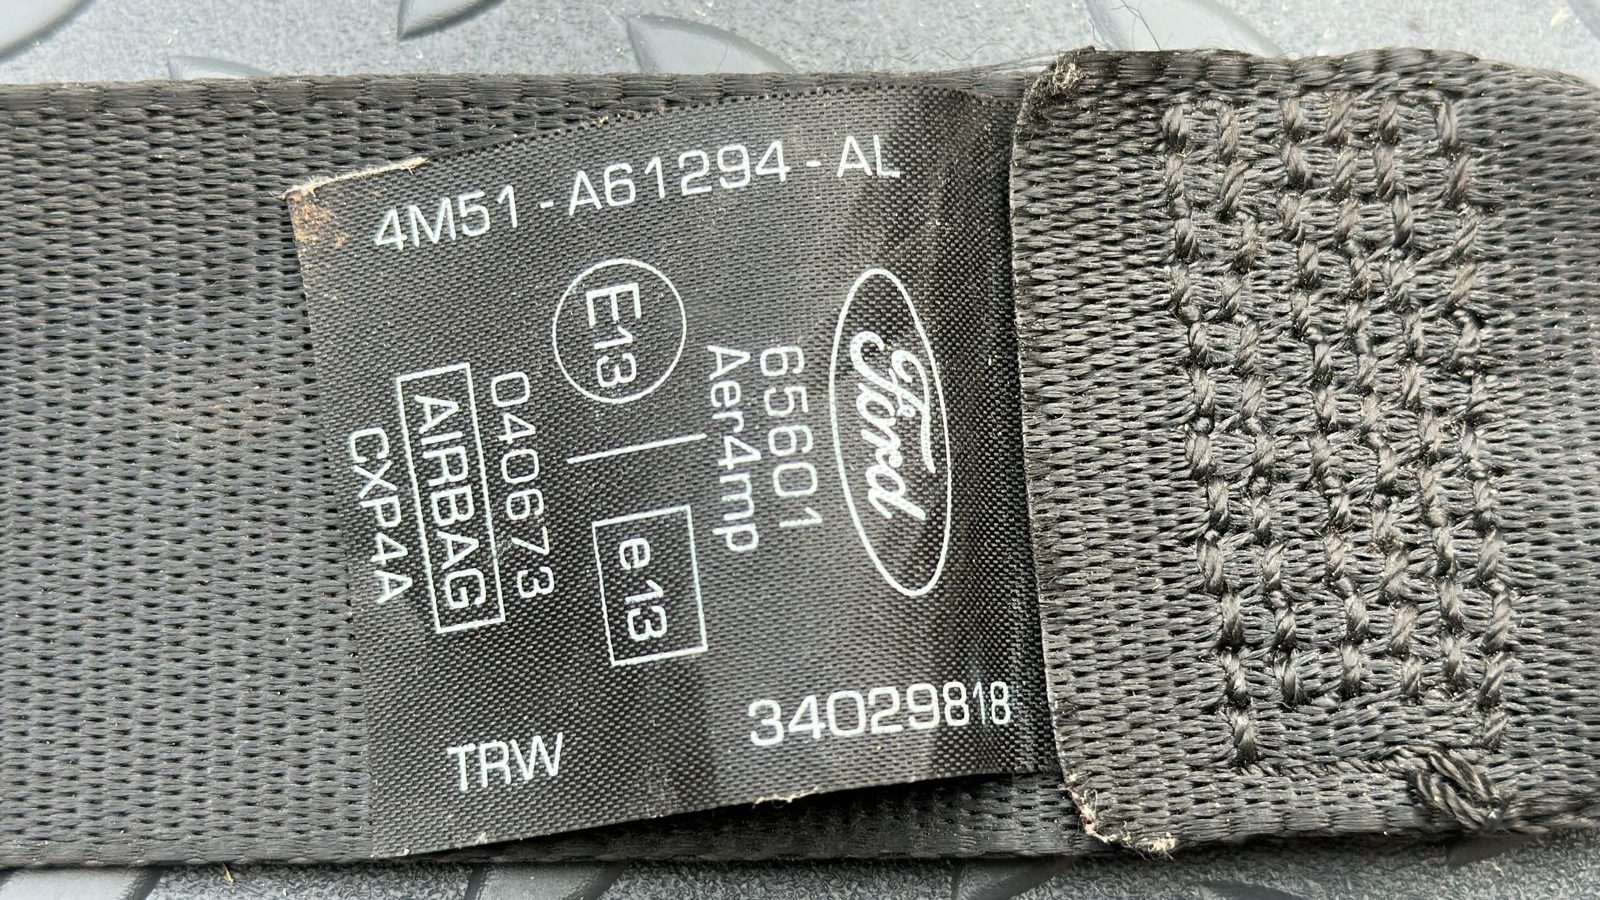 4M51-A61294-AL
Ford
65601
Aer4mp
E13
e13
040673
AIRBAG
CXP4A
34029818
TRW